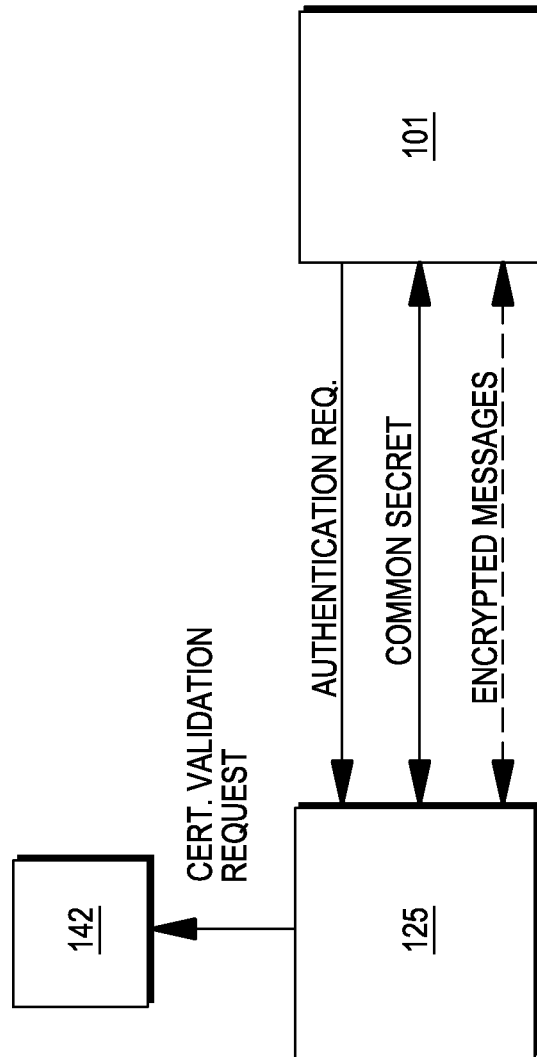 142
CERT. VALIDATION
REQUEST
125
AUTHENTICATION REQ.
COMMON SECRET
ENCRYPTED MESSAGES
101